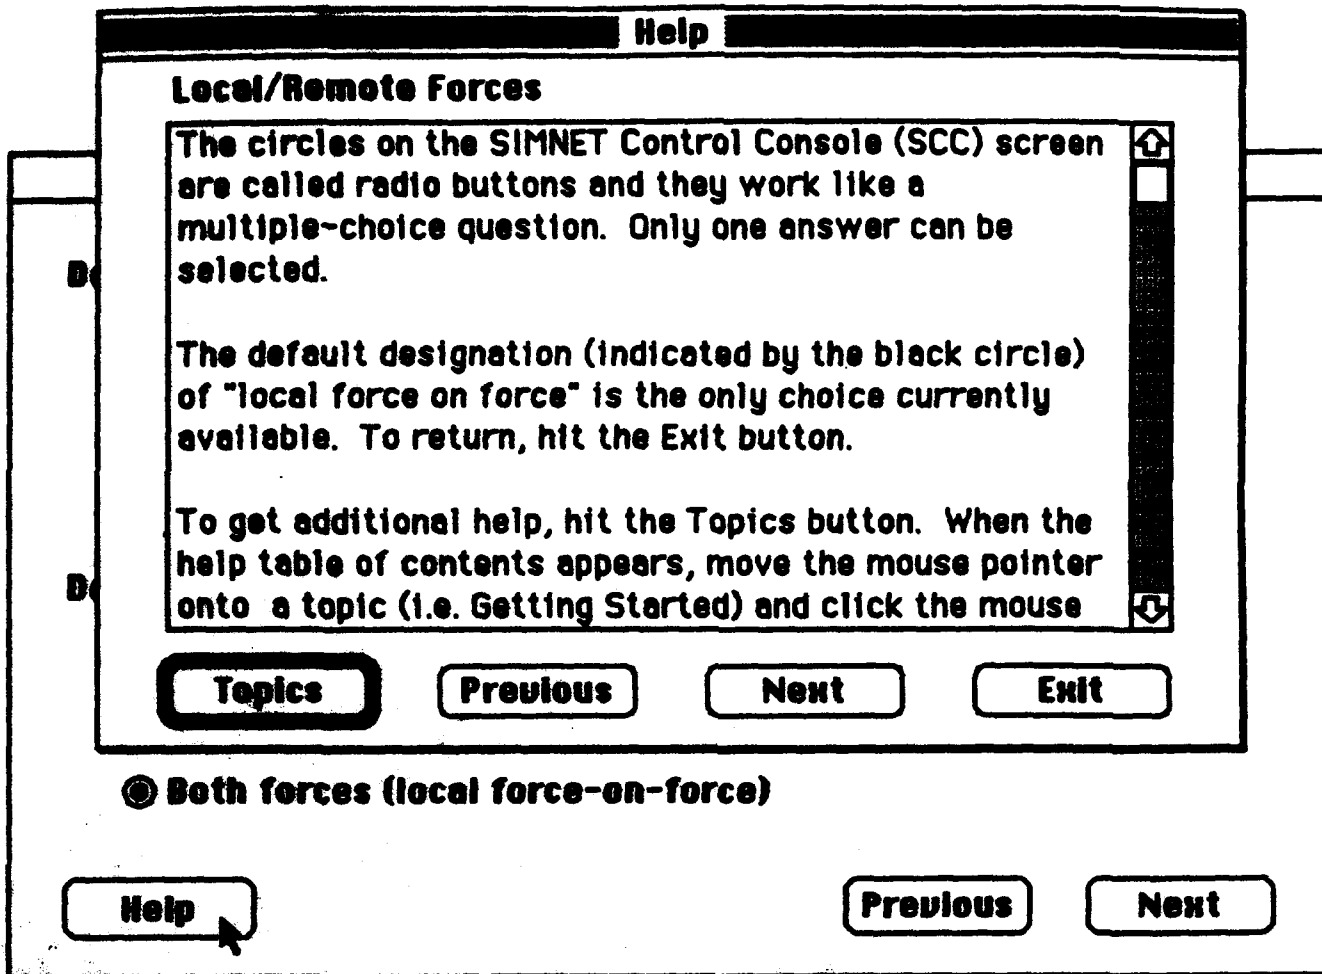 Help
Local/Remote Forces
The circles on the SIMNET Control Console (SCC) screen
are called radio buttons and they work like a
multiple-choice question.  Only one answer can be
selected.
The default designation (indicated by the black circle)
of "local force on force" is the only choice currently
available.  To return, hit the Exit button.
To get additional help, hit the Topics button.  When the
help table of contents appears, move the mouse pointer
onto  a topic (i.e. Getting Started) and click the mouse
Topics Previous Next Exit
Both forces (local force-on-force)
Help Previous Next